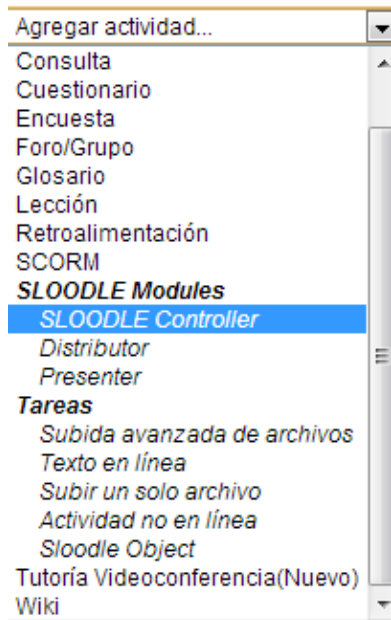 Agregar actividad...
Consulta
Cuestionario
Encuesta
Foro/Grupo
Glosario
Lección
Retroalimentación
SCORM
SLOODLE Modules
SLOODLE Controller
Distributor
Presenter
Tareas
Subida avanzada de archivos
Texto en línea
Subir un solo archivo
Actividad no en línea
Sloodle Object
Tutoría Videoconferencia(Nuevo)
Wiki